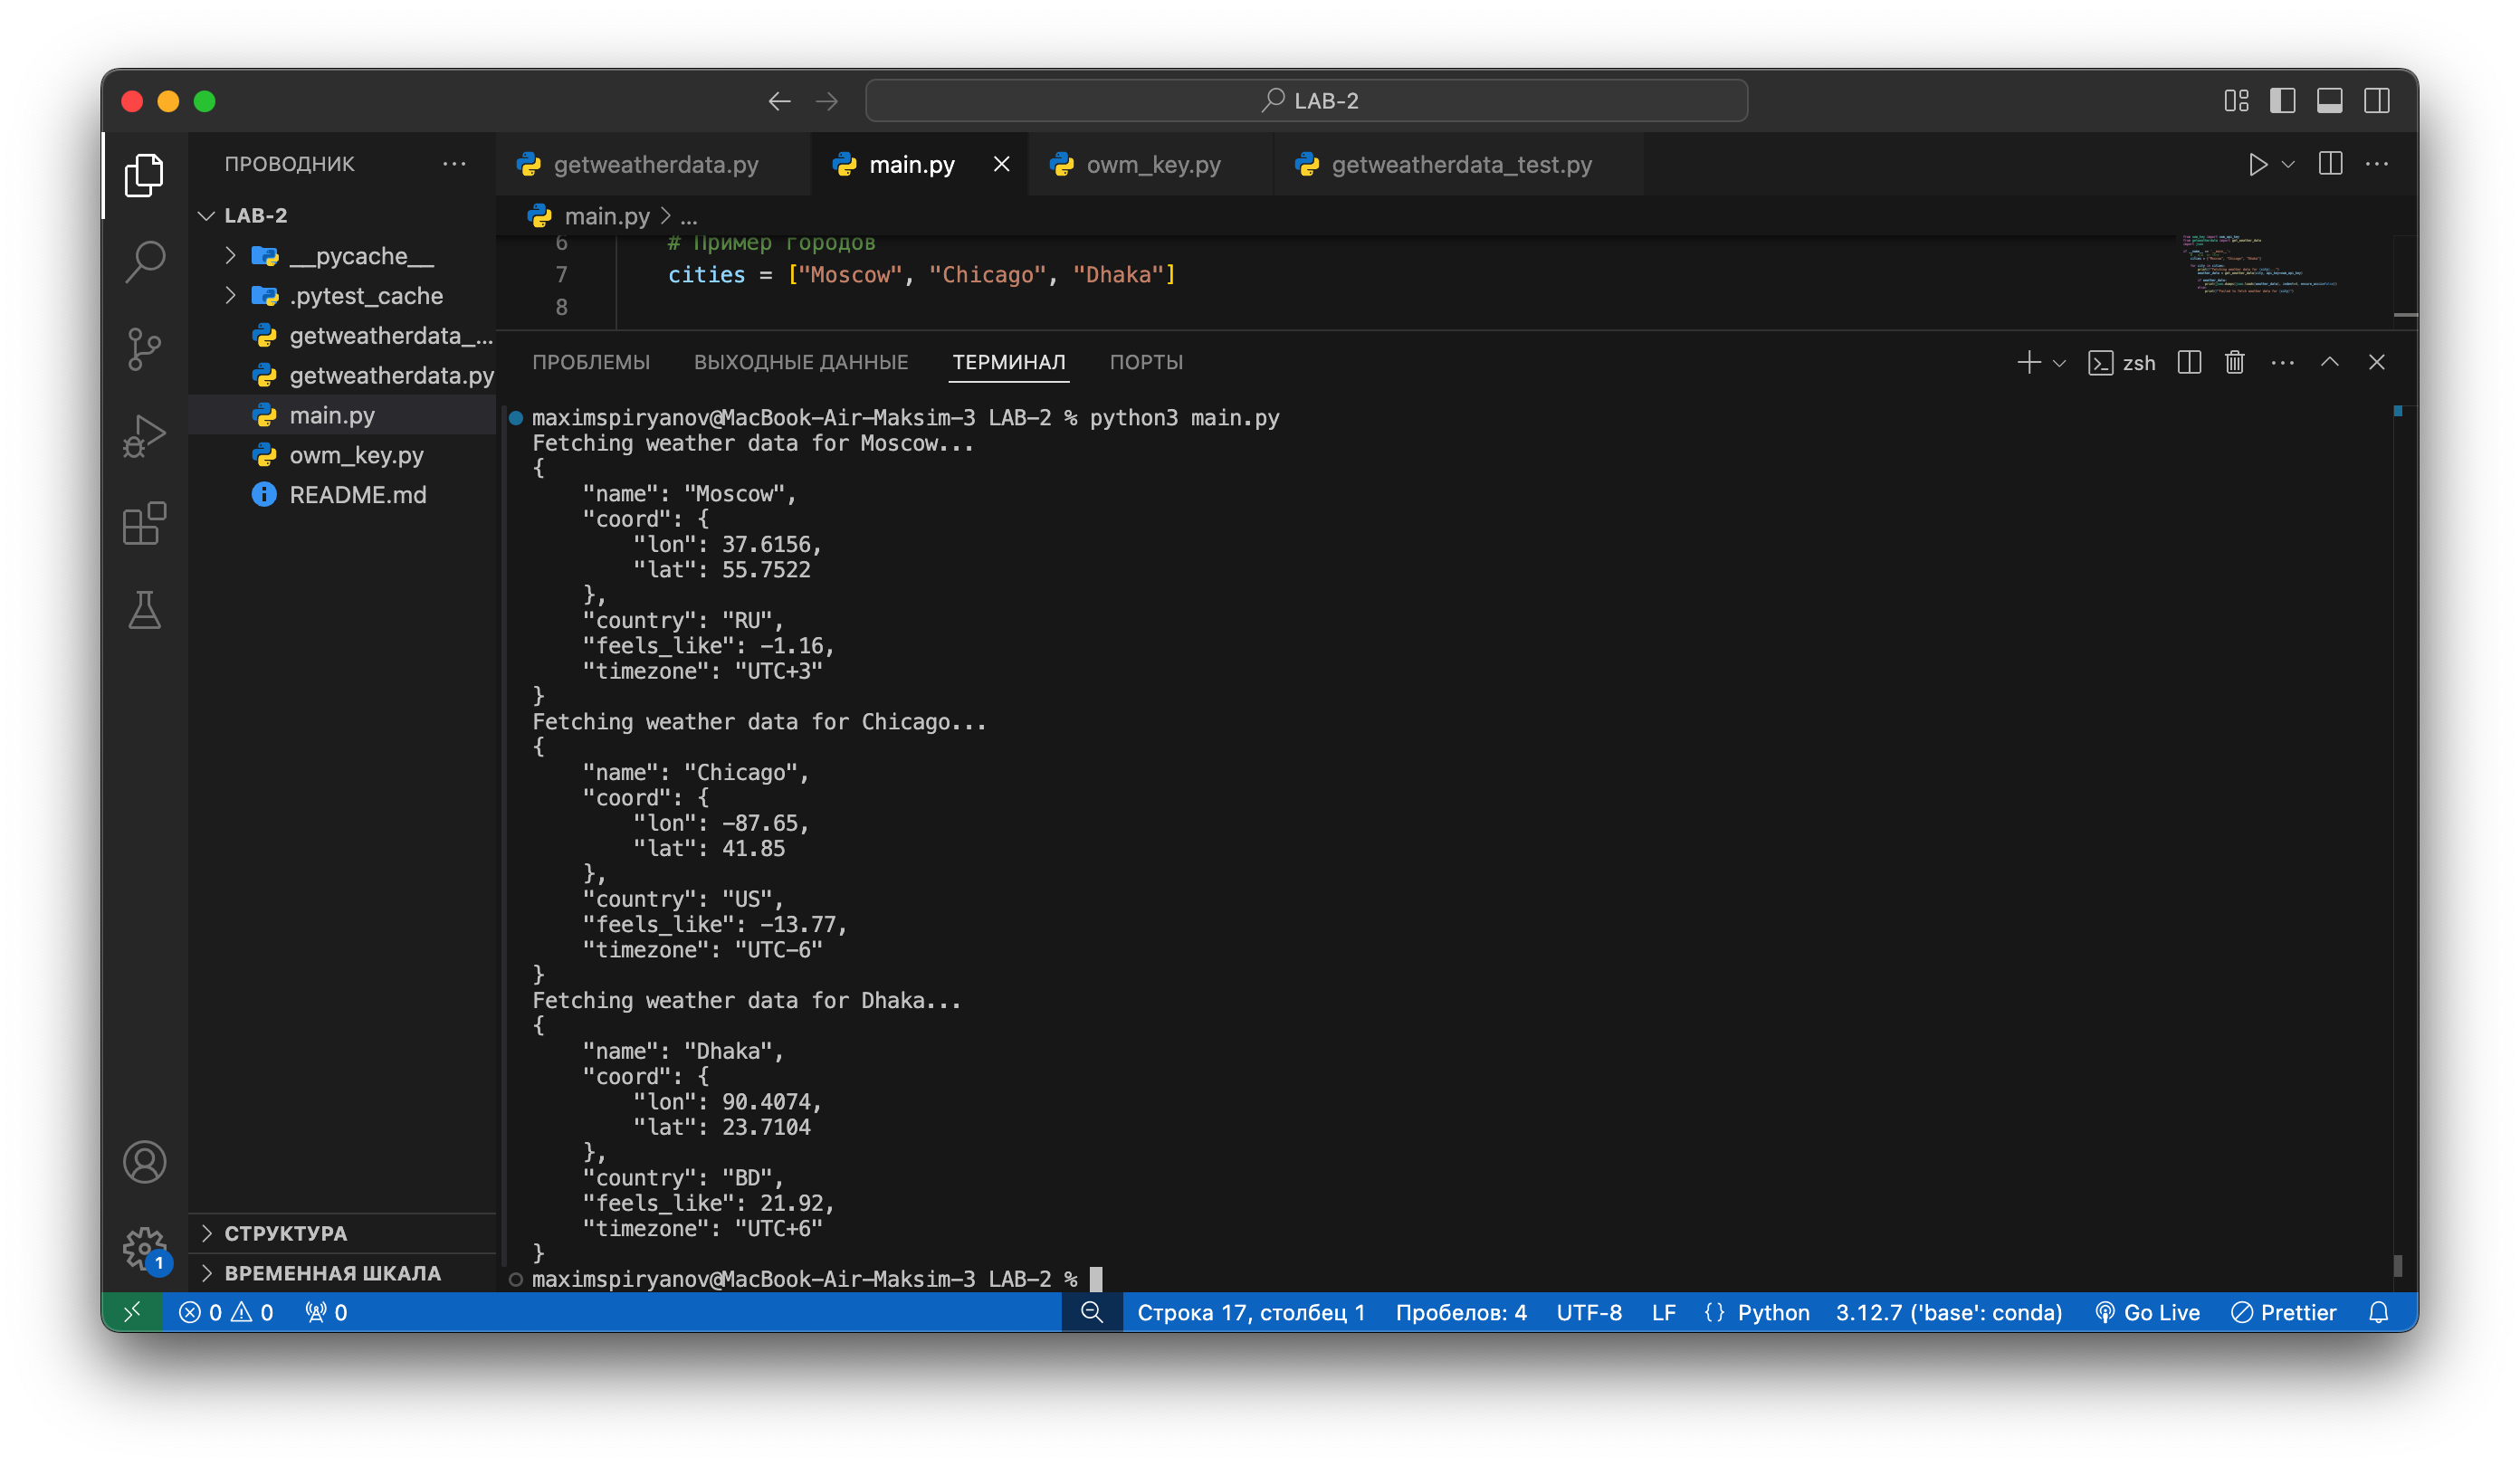 LAB-2
ПРОВОДНИК
LAB-2
__pycache__
.pytest_cache
getweatherdata_...
getweatherdata.py
main.py
owm_key.py
README.md
СТРУКТУРА
ВРЕМЕННАЯ ШКАЛА
1
getweatherdata.py
main.py
owm_key.py
getweatherdata_test.py
main.py > ...
6 # Пример городов
7 cities = ["Moscow", "Chicago", "Dhaka"]
8
ПРОБЛЕМЫ ВЫХОДНЫЕ ДАННЫЕ ТЕРМИНАЛ ПОРТЫ
zsh
maximspiryanov@MacBook-Air-Maksim-3 LAB-2 % python3 main.py
Fetching weather data for Moscow...
{
    "name": "Moscow",
    "coord": {
        "lon": 37.6156,
        "lat": 55.7522
    },
    "country": "RU",
    "feels_like": -1.16,
    "timezone": "UTC+3"
}
Fetching weather data for Chicago...
{
    "name": "Chicago",
    "coord": {
        "lon": -87.65,
        "lat": 41.85
    },
    "country": "US",
    "feels_like": -13.77,
    "timezone": "UTC-6"
}
Fetching weather data for Dhaka...
{
    "name": "Dhaka",
    "coord": {
        "lon": 90.4074,
        "lat": 23.7104
    },
    "country": "BD",
    "feels_like": 21.92,
    "timezone": "UTC+6"
}
maximspiryanov@MacBook-Air-Maksim-3 LAB-2 %
0 0 0 Строка 17, столбец 1 Пробелов: 4 UTF-8 LF {} Python 3.12.7 ('base': conda) Go Live Prettier